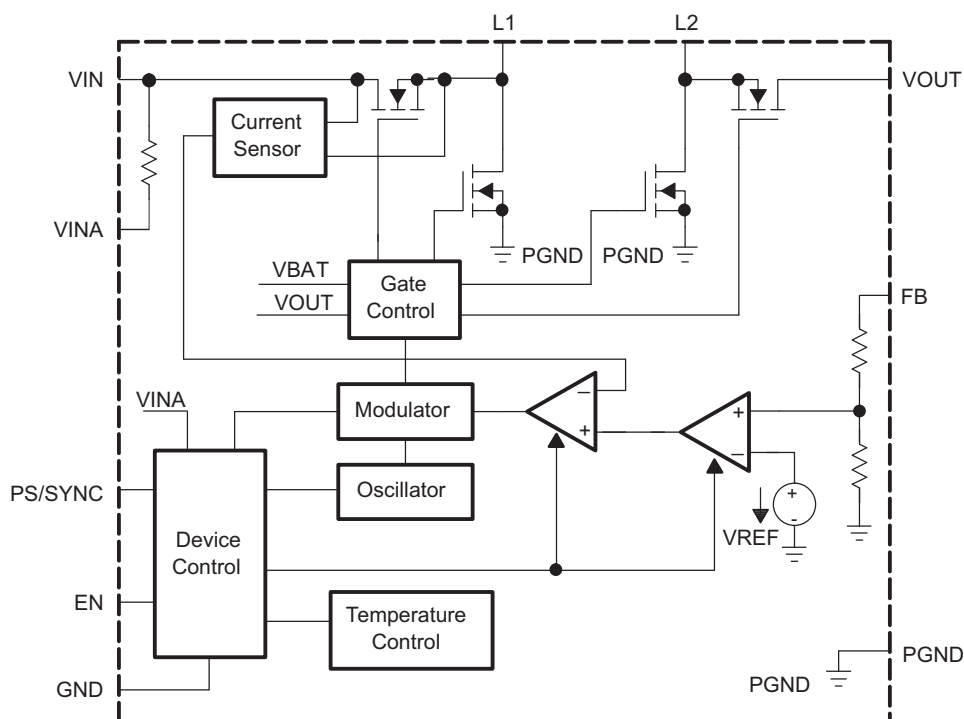 L1
L2
VIN
VOUT
Current
Sensor
VINA
PGND
PGND
VBAT
VOUT
Gate
Control
FB
VINA
Modulator
−
+
+
−
PS/SYNC
Oscillator
+
-
VREF
Device
Control
EN
Temperature
Control
GND
PGND
PGND